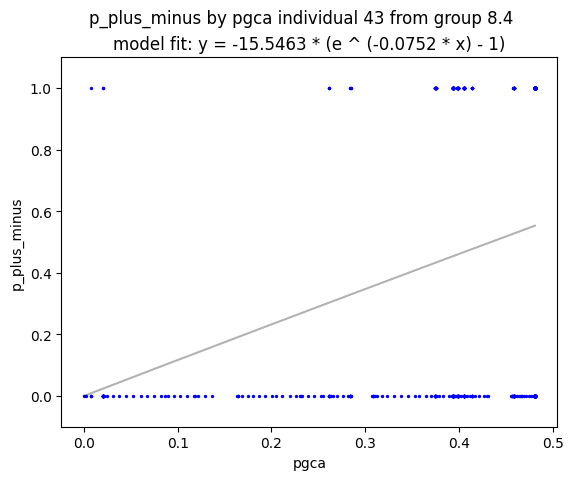 p_plus_minus by pgca individual 43 from group 8.4
model fit: y = -15.5463 * (e ^ (-0.0752 * x) - 1)
1.0
0.8
0.6
0.4
0.2
0.0
p_plus_minus
0.0 0.1 0.2 0.3 0.4 0.5
pgca